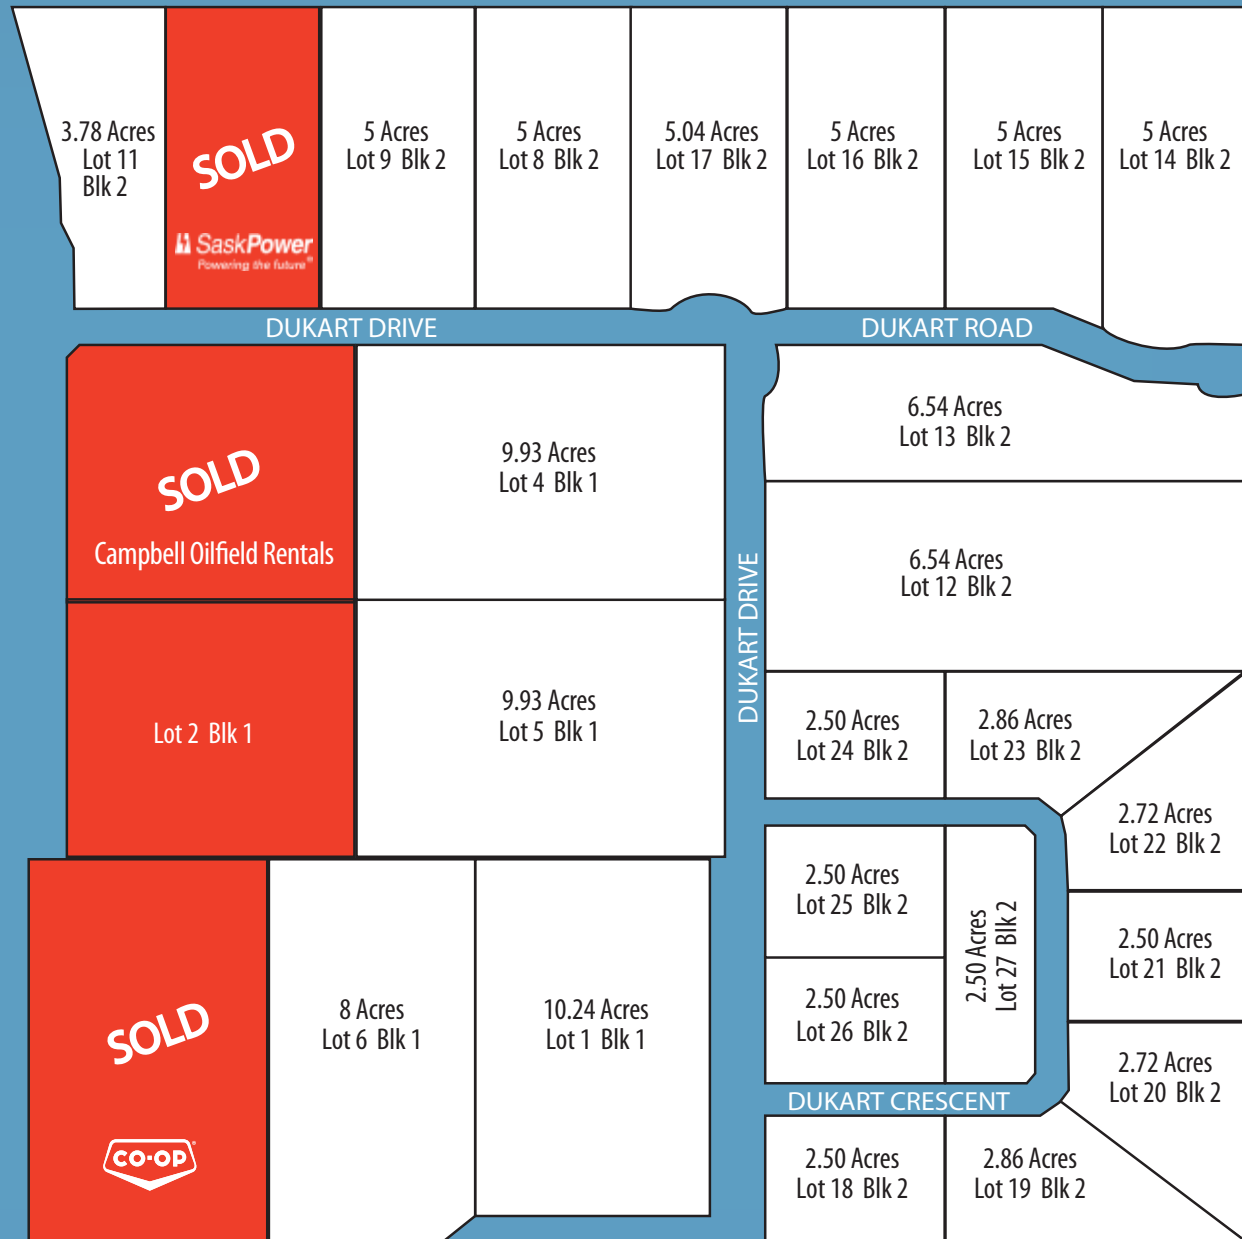 3.78 Acres
Lot 11
Blk 2
SOLD
SaskPower
Powering the future®
5 Acres
Lot 9 Blk 2
5 Acres
Lot 8 Blk 2
5.04 Acres
Lot 17 Blk 2
5 Acres
Lot 16 Blk 2
5 Acres
Lot 15 Blk 2
5 Acres
Lot 14 Blk 2
DUKART DRIVE
DUKART ROAD
SOLD
Campbell Oilfield Rentals
9.93 Acres
Lot 4 Blk 1
6.54 Acres
Lot 13 Blk 2
6.54 Acres
Lot 12 Blk 2
DUKART DRIVE
Lot 2 Blk 1
9.93 Acres
Lot 5 Blk 1
2.50 Acres
Lot 24 Blk 2
2.86 Acres
Lot 23 Blk 2
2.72 Acres
Lot 22 Blk 2
2.50 Acres
Lot 25 Blk 2
2.50 Acres
Lot 27 Blk 2
2.50 Acres
Lot 21 Blk 2
2.50 Acres
Lot 26 Blk 2
SOLD
CO·OP®
8 Acres
Lot 6 Blk 1
10.24 Acres
Lot 1 Blk 1
2.72 Acres
Lot 20 Blk 2
DUKART CRESCENT
2.50 Acres
Lot 18 Blk 2
2.86 Acres
Lot 19 Blk 2